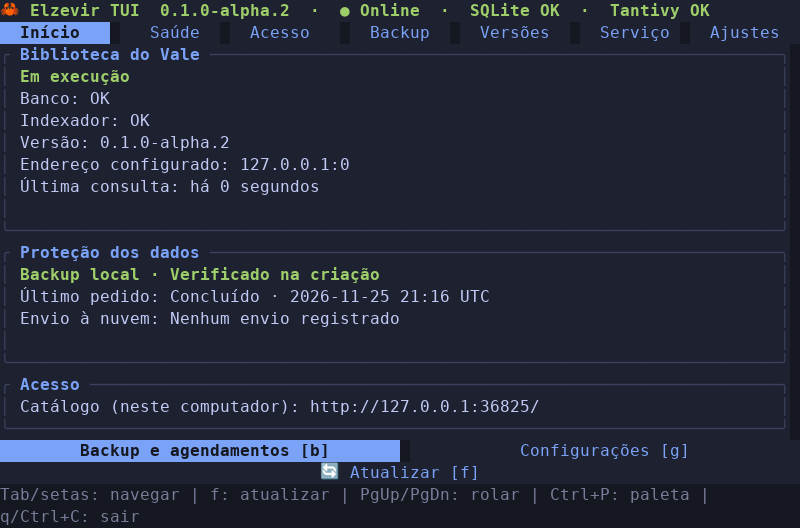 🦀 Elzevir TUI  0.1.0-alpha.2  ·  ● Online  ·  SQLite OK  ·  Tantivy OK
Início Saúde Acesso Backup Versões Serviço Ajustes
Biblioteca do Vale
Em execução
Banco: OK
Indexador: OK
Versão: 0.1.0-alpha.2
Endereço configurado: 127.0.0.1:0
Última consulta: há 0 segundos
Proteção dos dados
Backup local · Verificado na criação
Último pedido: Concluído · 2026-11-25 21:16 UTC
Envio à nuvem: Nenhum envio registrado
Acesso
Catálogo (neste computador): http://127.0.0.1:36825/
Backup e agendamentos [b] Configurações [g]
🔄 Atualizar [f]
Tab/setas: navegar | f: atualizar | PgUp/PgDn: rolar | Ctrl+P: paleta |
q/Ctrl+C: sair